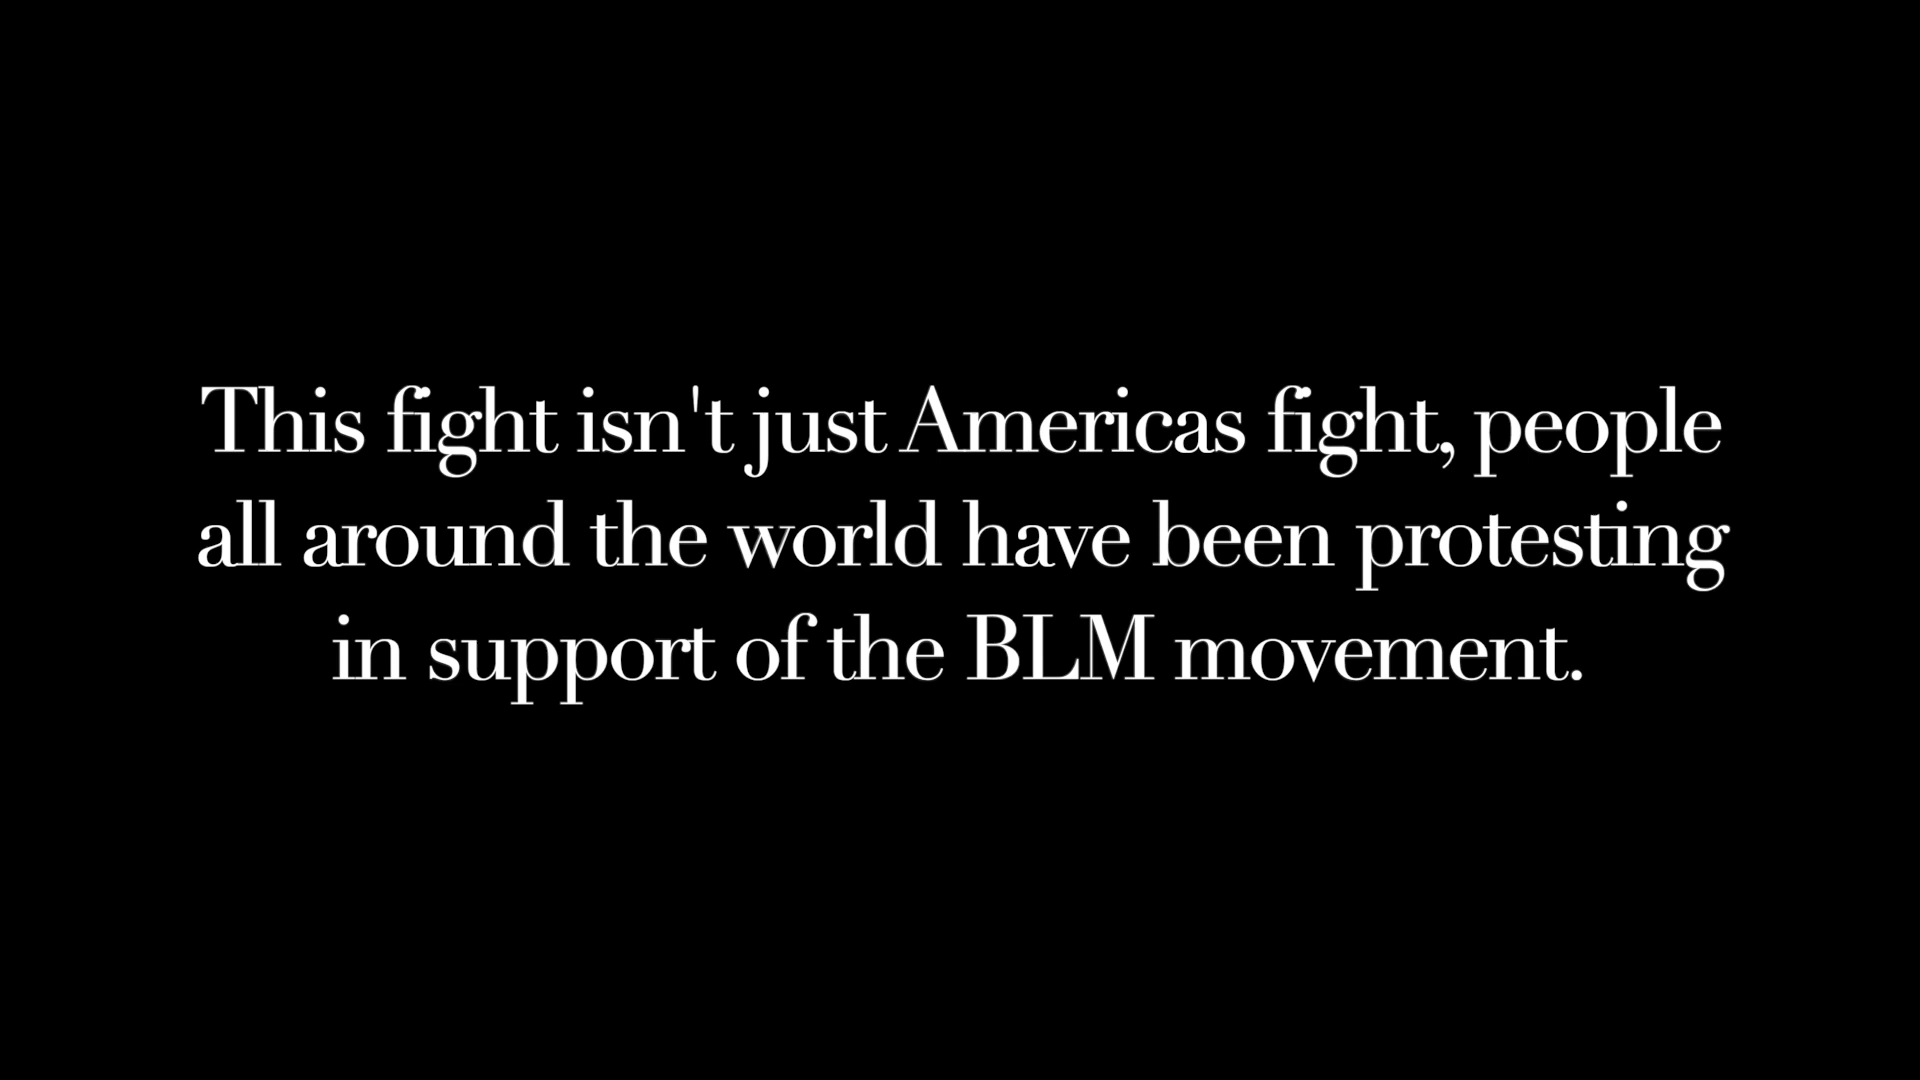 This fight isn't just Americas fight, people
all around the world have been protesting
in support of the BLM movement.